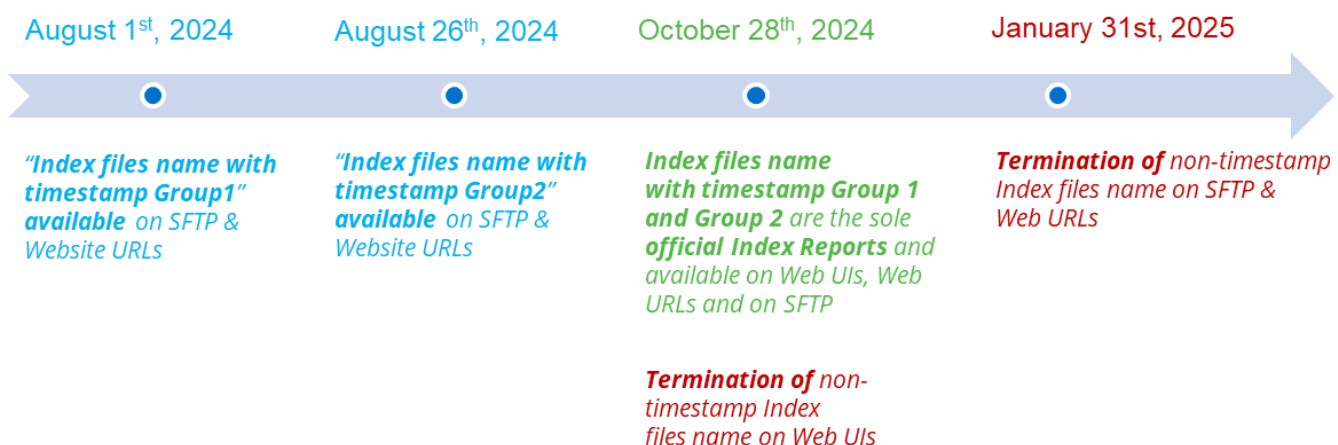 August 1st, 2024
“Index files name with
timestamp Group1”
available on SFTP &
Website URLs
August 26th, 2024
“Index files name with
timestamp Group2”
available on SFTP &
Website URLs
October 28th, 2024
Index files name
with timestamp Group 1
and Group 2 are the sole
official Index Reports and
available on Web UIs, Web
URLs and on SFTP
Termination of non-
timestamp Index
files name on Web UIs
January 31st, 2025
Termination of non-timestamp
Index files name on SFTP &
Web URLs